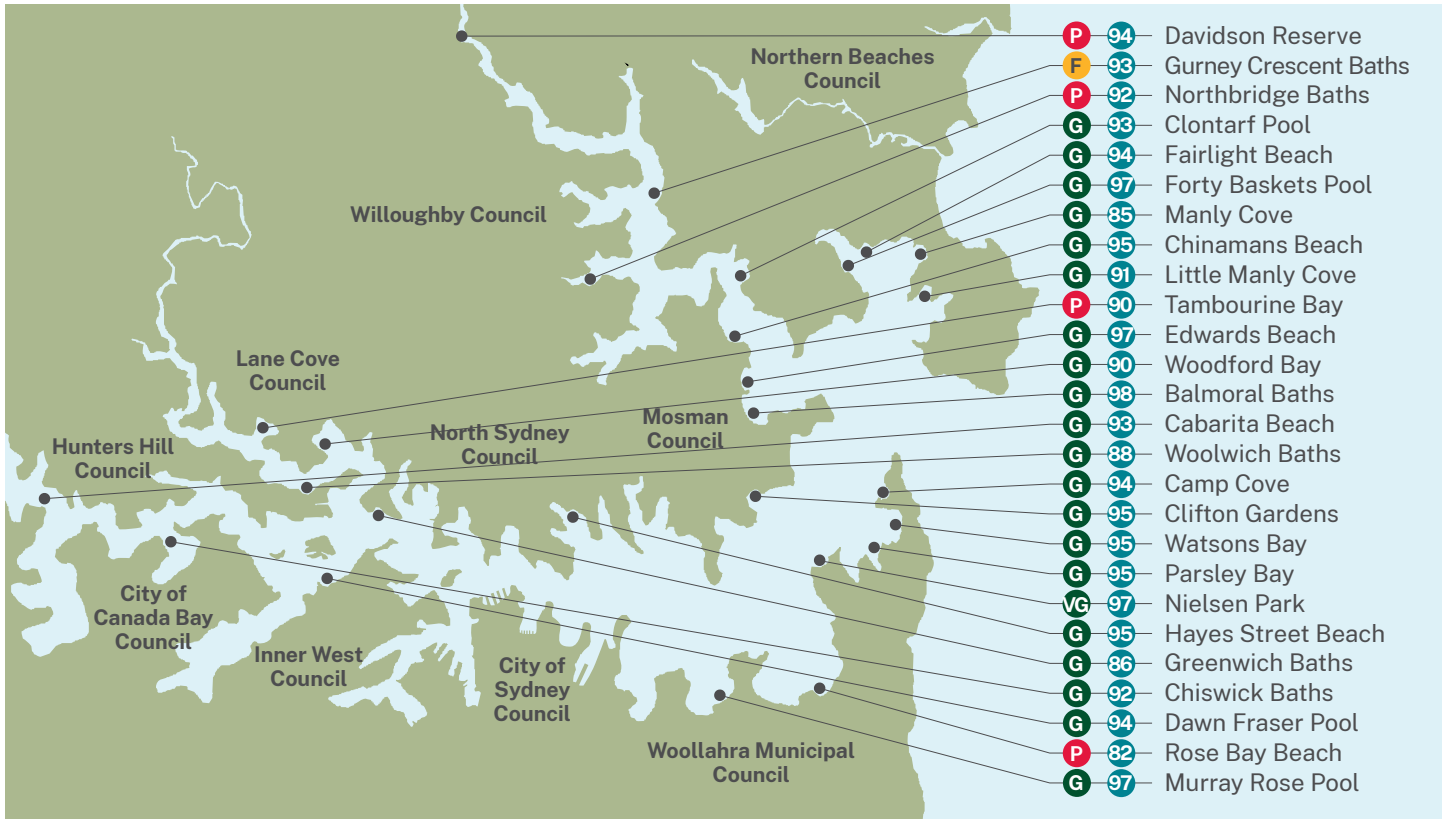 Northern Beaches
Council
Willoughby Council
Lane Cove
Council
Mosman
Council
North Sydney
Council
Hunters Hill
Council
City of
Canada Bay
Council
Inner West
Council
City of
Sydney
Council
Woollahra Municipal
Council
P 94 Davidson Reserve
F 93 Gurney Crescent Baths
P 92 Northbridge Baths
G 93 Clontarf Pool
G 94 Fairlight Beach
G 97 Forty Baskets Pool
G 85 Manly Cove
G 95 Chinamans Beach
G 91 Little Manly Cove
P 90 Tambourine Bay
G 97 Edwards Beach
G 90 Woodford Bay
G 98 Balmoral Baths
G 93 Cabarita Beach
G 88 Woolwich Baths
G 94 Camp Cove
G 95 Clifton Gardens
G 95 Watsons Bay
G 95 Parsley Bay
VG 97 Nielsen Park
G 95 Hayes Street Beach
G 86 Greenwich Baths
G 92 Chiswick Baths
G 94 Dawn Fraser Pool
P 82 Rose Bay Beach
G 97 Murray Rose Pool